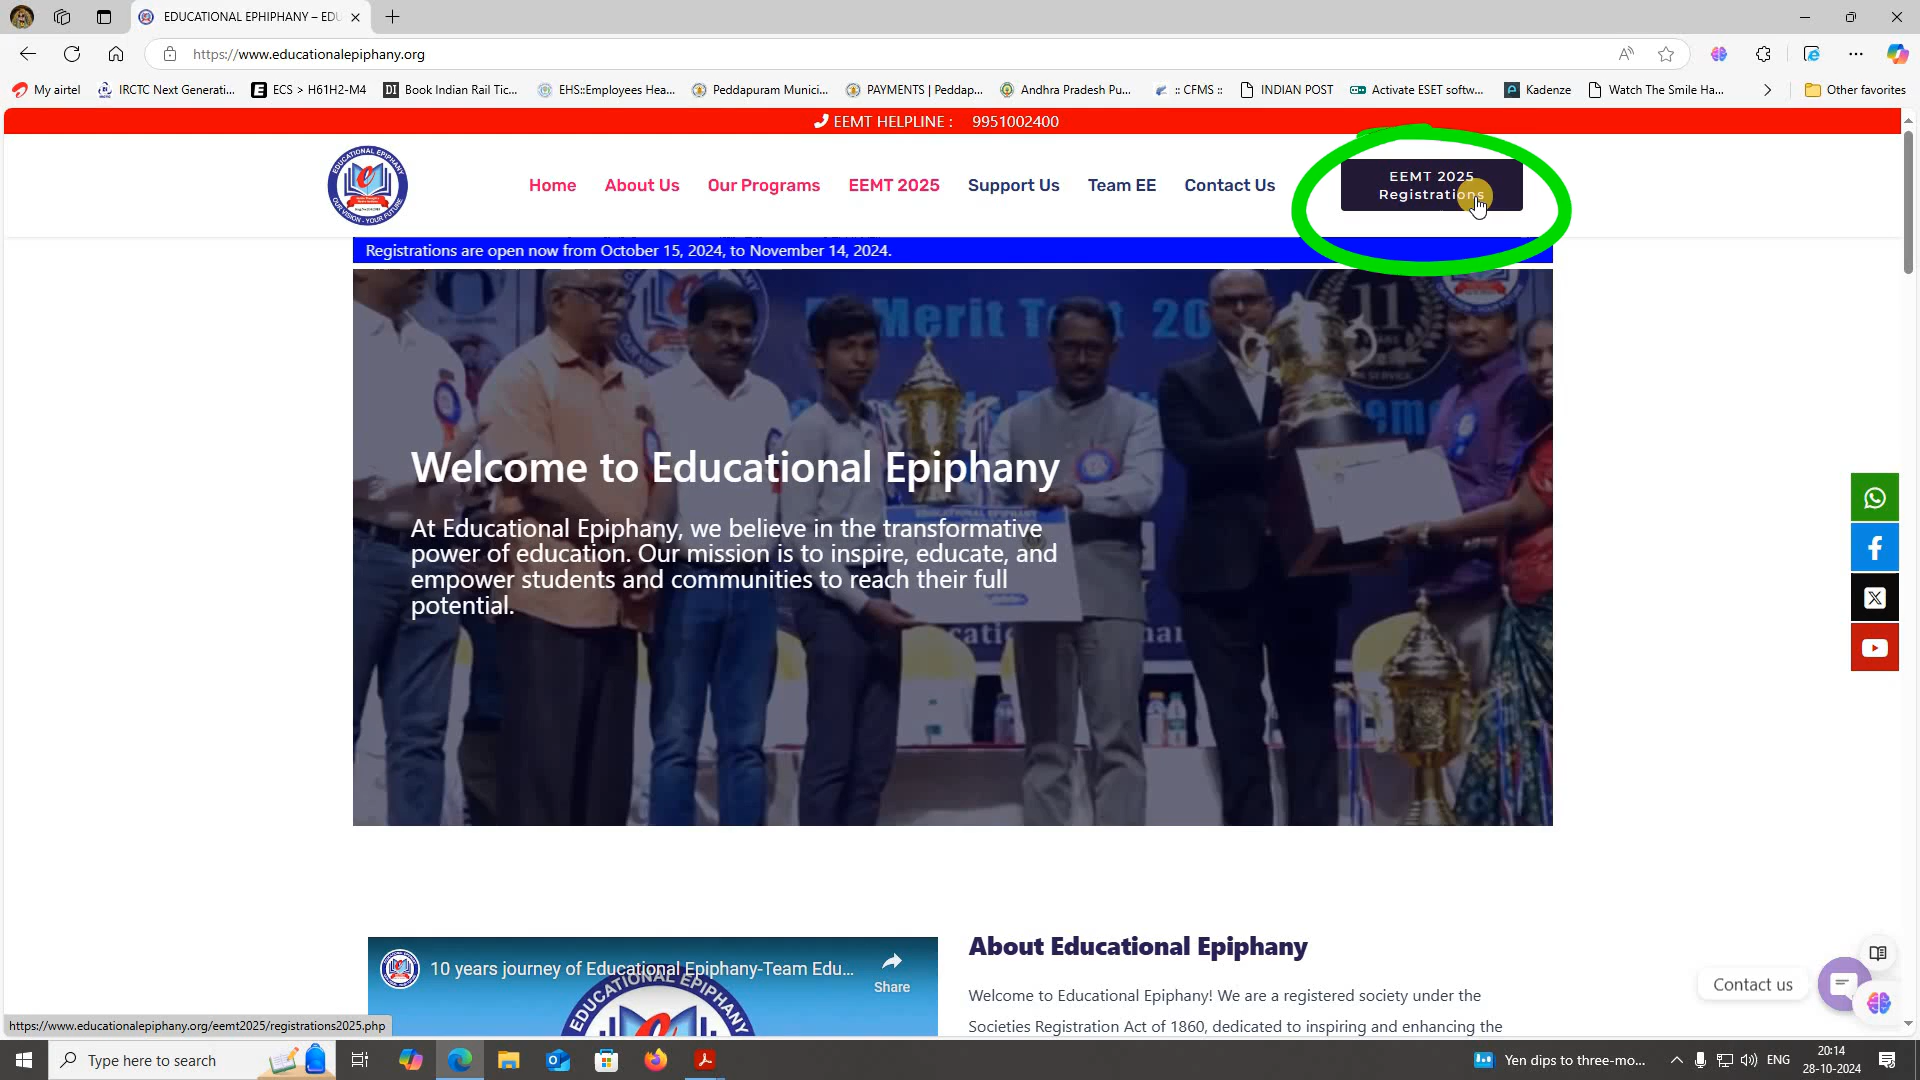 EDUCATIONAL EPHIPHANY – EDU
https://www.educationalepiphany.org
My airtel
IRCTC Next Generati...
ECS > H61H2-M4
Book Indian Rail Tic...
EHS::Employees Hea...
Peddapuram Munici...
PAYMENTS | Peddap...
Andhra Pradesh Pu...
:: CFMS ::
INDIAN POST
Activate ESET softw...
Kadenze
Watch The Smile Ha...
Other favorites
EEMT HELPLINE : 9951002400
Home
About Us
Our Programs
EEMT 2025
Support Us
Team EE
Contact Us
EEMT 2025
Registrations
Registrations are open now from October 15, 2024, to November 14, 2024.
Merit T
11
Welcome to Educational Epiphany
At Educational Epiphany, we believe in the transformative
power of education. Our mission is to inspire, educate, and
empower students and communities to reach their full
potential.
10 years journey of Educational Epiphany-Team Edu...
Share
EDUCATIONAL EPIPHANY
About Educational Epiphany
Welcome to Educational Epiphany! We are a registered society under the
Societies Registration Act of 1860, dedicated to inspiring and enhancing the
Contact us
https://www.educationalepiphany.org/eemt2025/registrations2025.php
Type here to search
Yen dips to three-mo...
ENG
20:14
28-10-2024